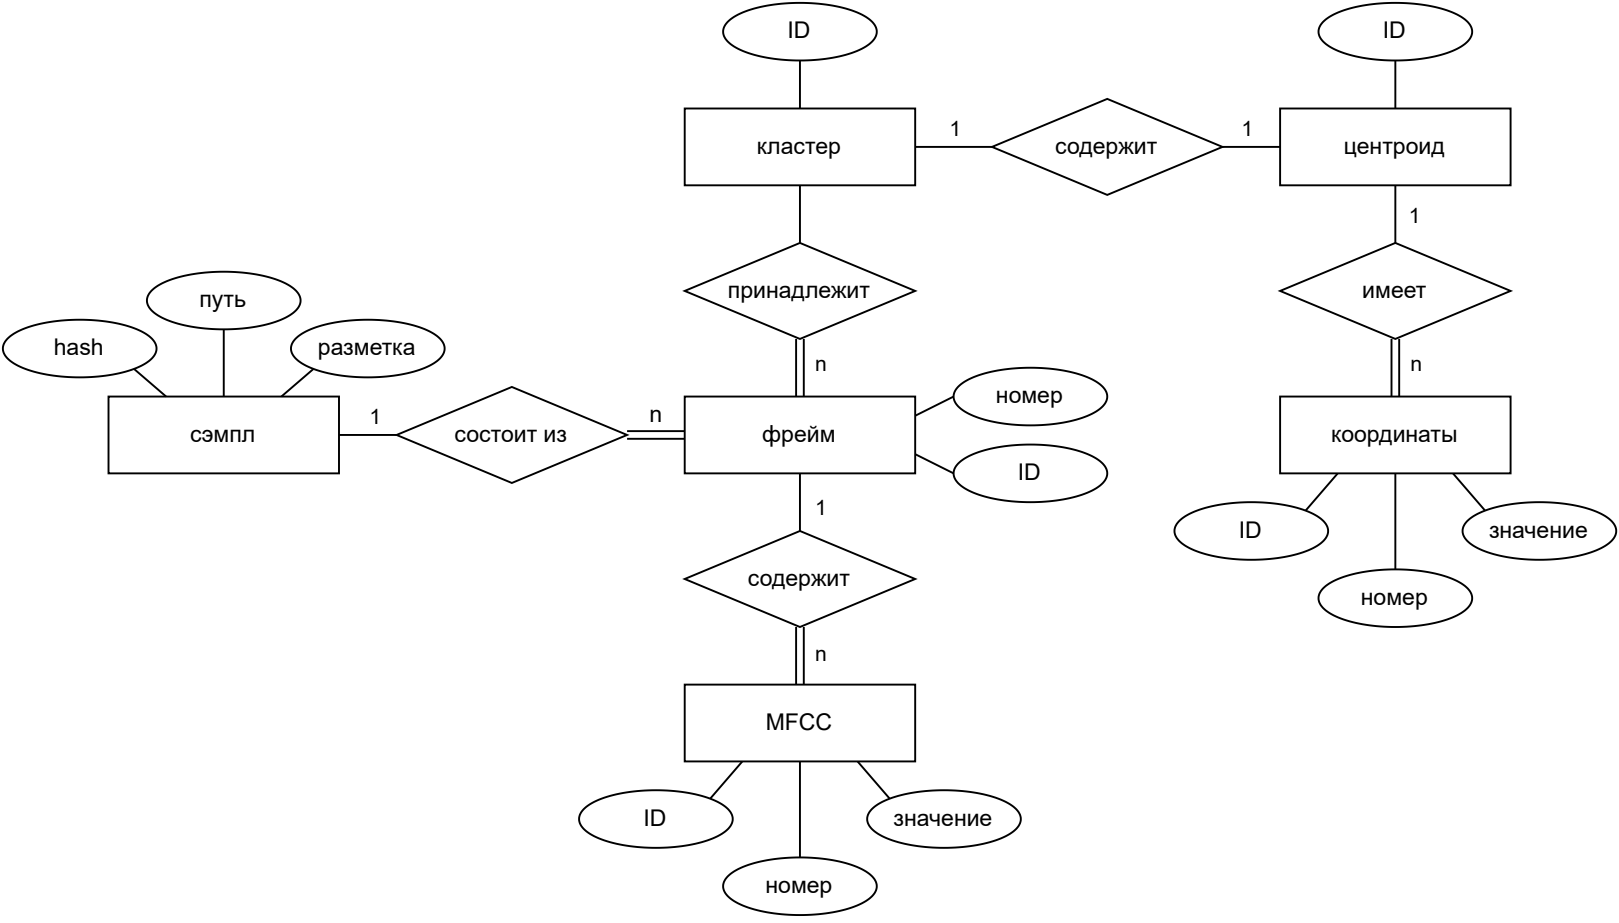 ID
ID
кластер
1
содержит
1
центроид
1
принадлежит
имеет
путь
hash
разметка
n
n
номер
сэмпл
1
состоит из
n
фрейм
координаты
ID
1
ID
значение
содержит
номер
n
MFCC
ID
значение
номер